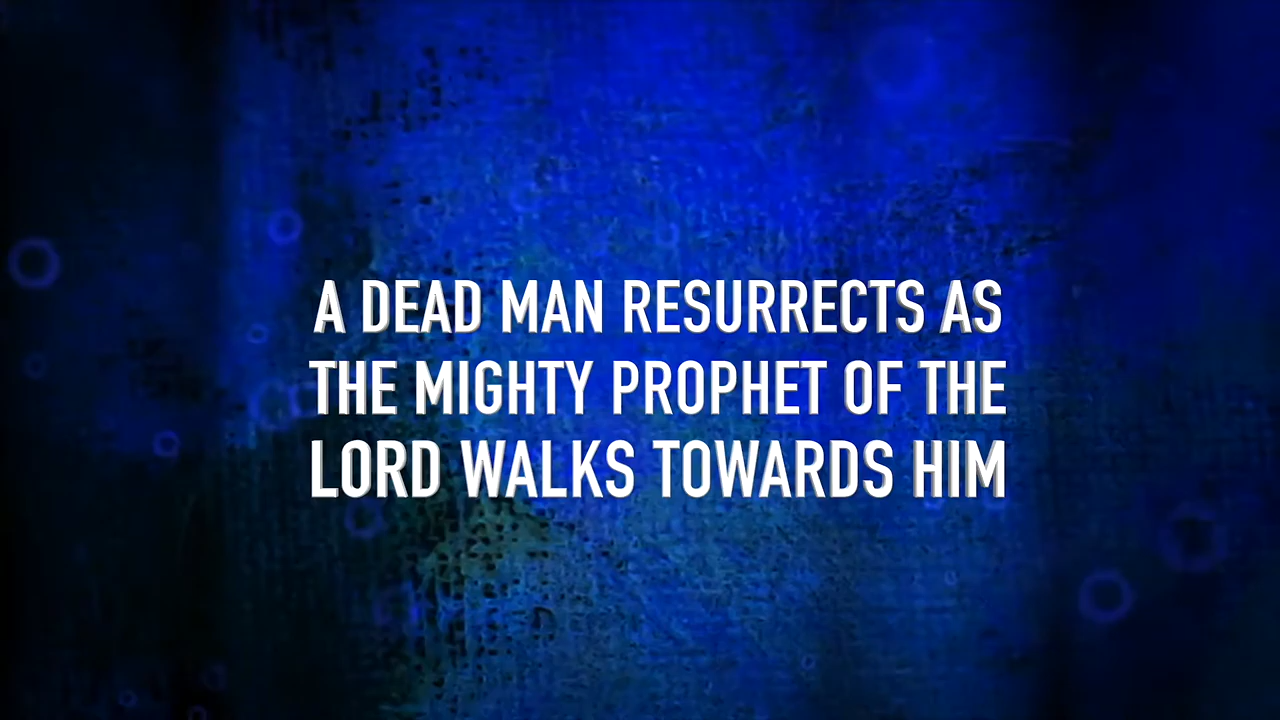 A DEAD MAN RESURRECTS AS
THE MIGHTY PROPHET OF THE
LORD WALKS TOWARDS HIM